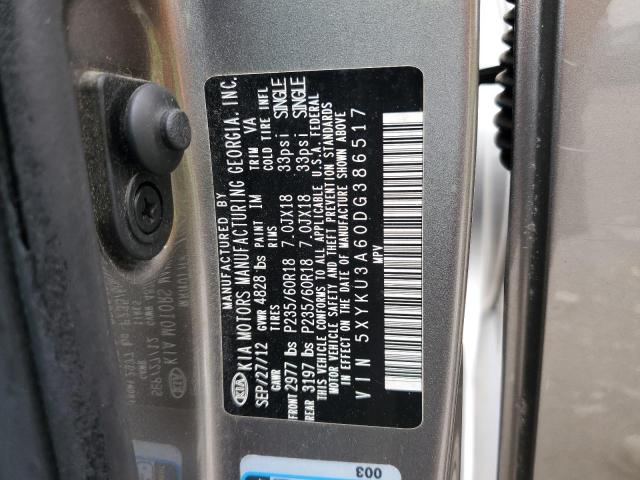 MANUFACTURED BY
KIA KIA MOTORS MANUFACTURING GEORGIA, INC.
SEP/27/12 GVWR 4828 lbs PAINT IM TRIM VA
GAWR TIRES RIMS COLD TIRE INFL
FRONT 2977 lbs P235/60R18 7.0JX18 33psi SINGLE
REAR 3197 lbs P235/60R18 7.0JX18 33psi SINGLE
THIS VEHICLE CONFORMS TO ALL APPLICABLE U.S.A. FEDERAL
MOTOR VEHICLE SAFETY AND THEFT PREVENTION STANDARDS
IN EFFECT ON THE DATE OF MANUFACTURE SHOWN ABOVE
VIN 5XYKU3A60DG386517
MPV
003